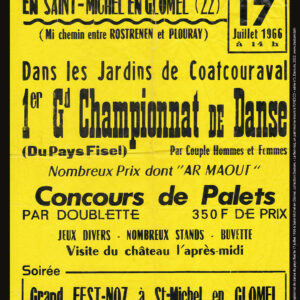 EN SAINT-MICHEL EN GLOMEL (22)
(Mi chemin entre ROSTRENEN et PLOURAY)
17
Juillet 1966
à 14 h
Dans les Jardins de Coatcouraval
1er Gd Championnat DE Danse
(Du Pays Fisel) Par Couple Hommes et Femmes
Nombreux Prix dont "AR MAOUT"
Concours de Palets
PAR DOUBLETTE 350 F DE PRIX
JEUX DIVERS - NOMBREUX STANDS - BUVETTE
Visite du château l'après-midi
Soirée
Grand FEST-NOZ à St-Michel en GLOMEL